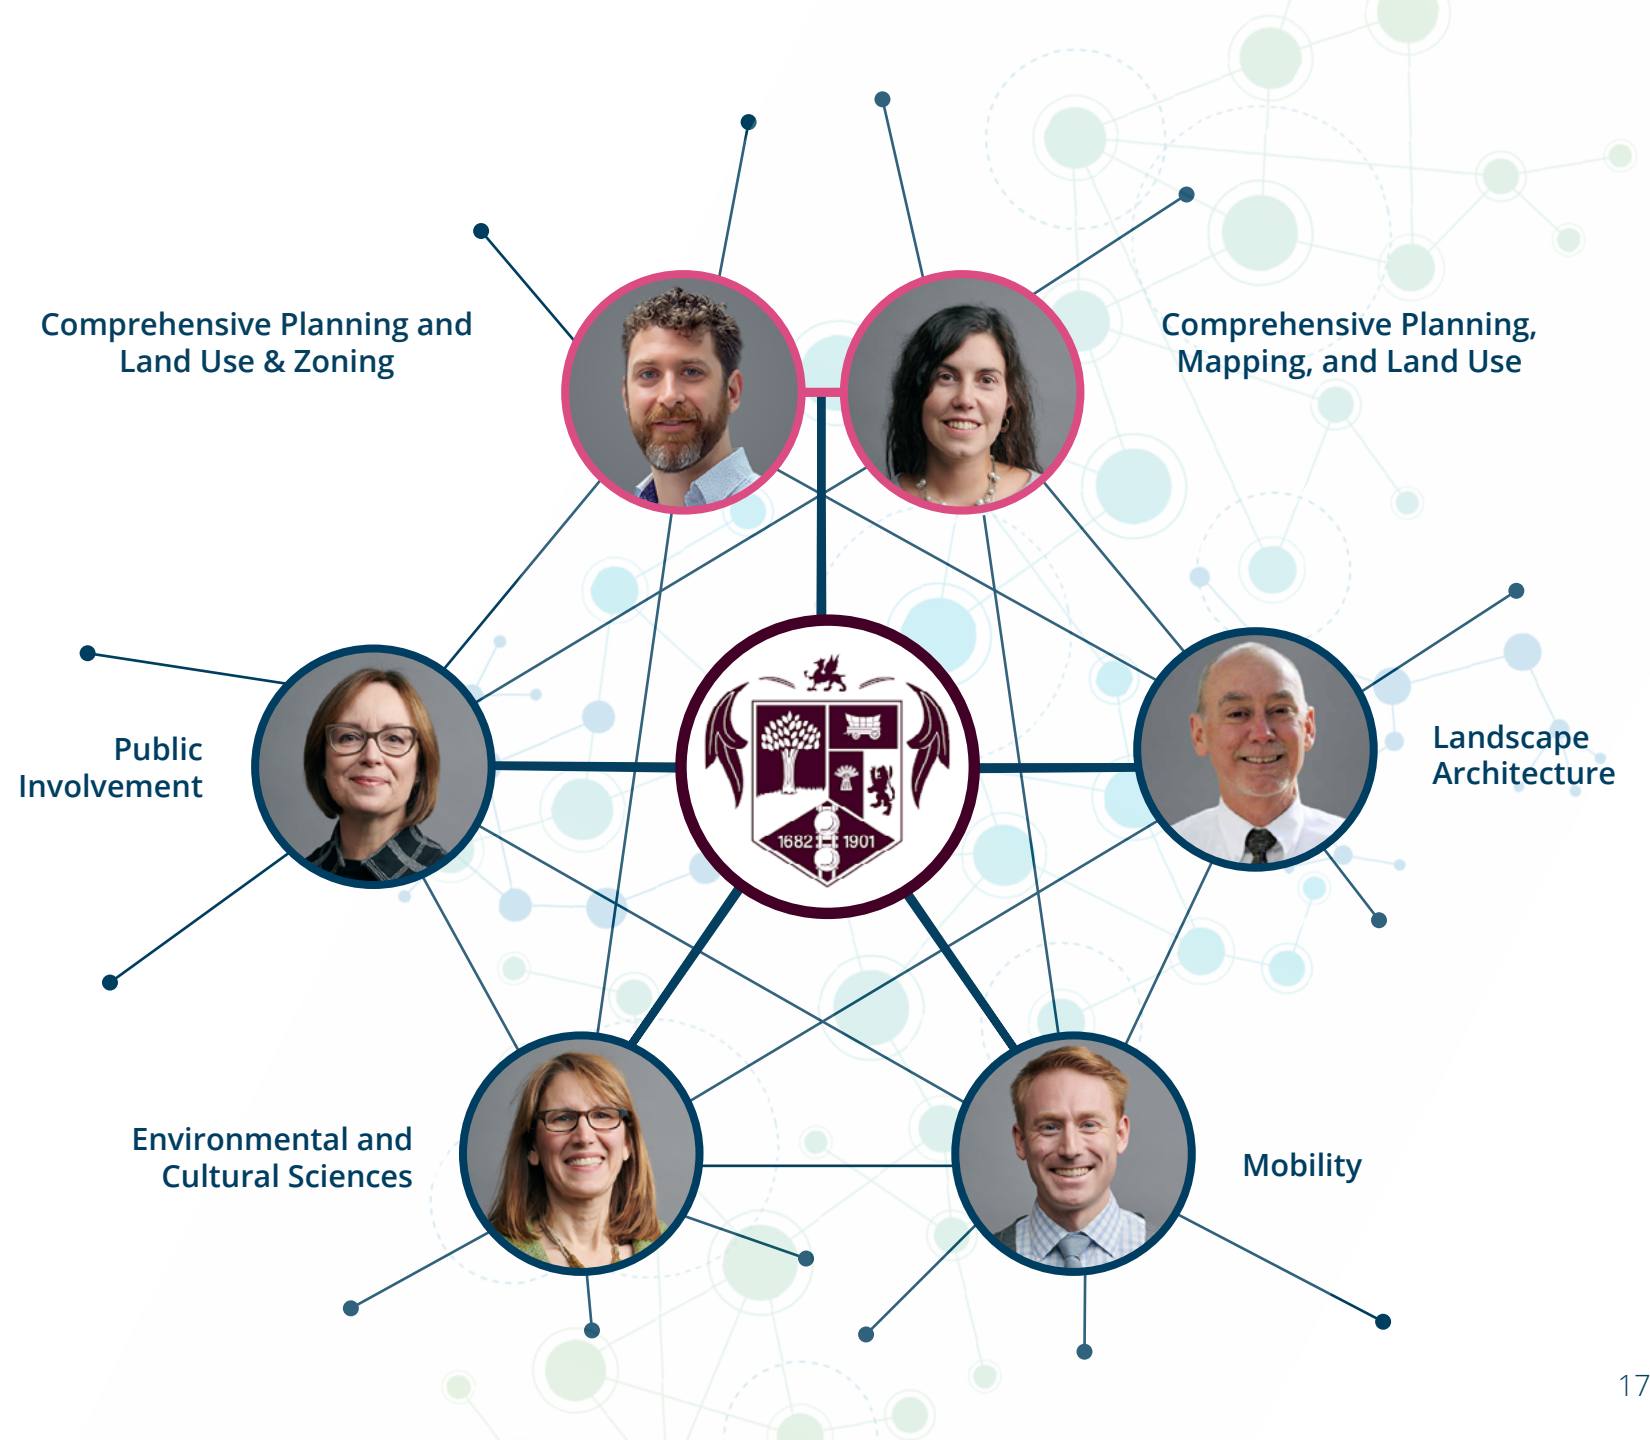 Comprehensive Planning and
Land Use & Zoning
Comprehensive Planning,
Mapping, and Land Use
Public
Involvement
1682 1901
Landscape
Architecture
Environmental and
Cultural Sciences
Mobility
17